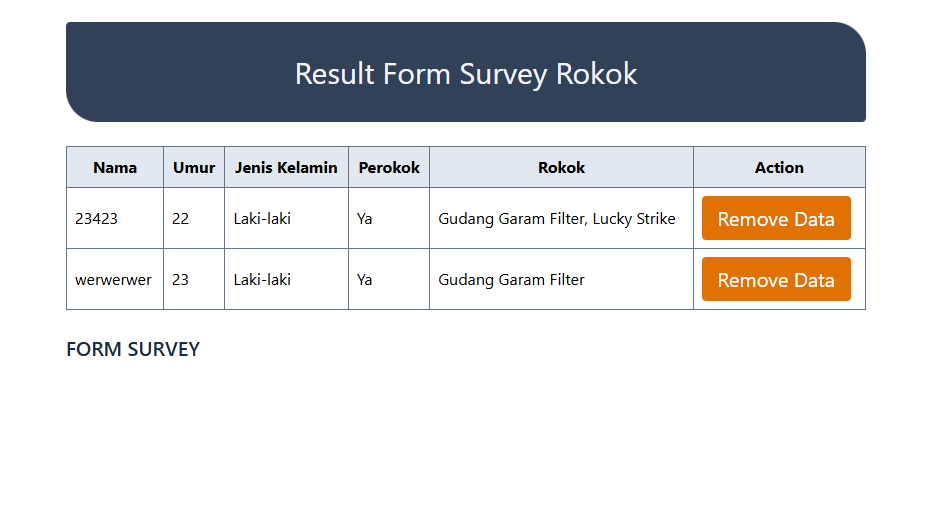 Result Form Survey Rokok
Nama Umur Jenis Kelamin Perokok Rokok Action
23423 22 Laki-laki Ya Gudang Garam Filter, Lucky Strike Remove Data
werwerwer 23 Laki-laki Ya Gudang Garam Filter Remove Data
FORM SURVEY